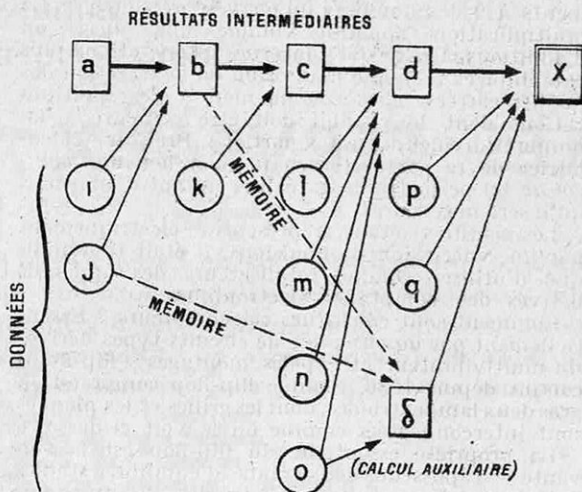 RÉSULTATS INTERMÉDIAIRES
a b c d X
ı k l p
MÉMOIRE
J m q
MÉMOIRE
DONNÉES
n
o
(CALCUL AUXILIAIRE)